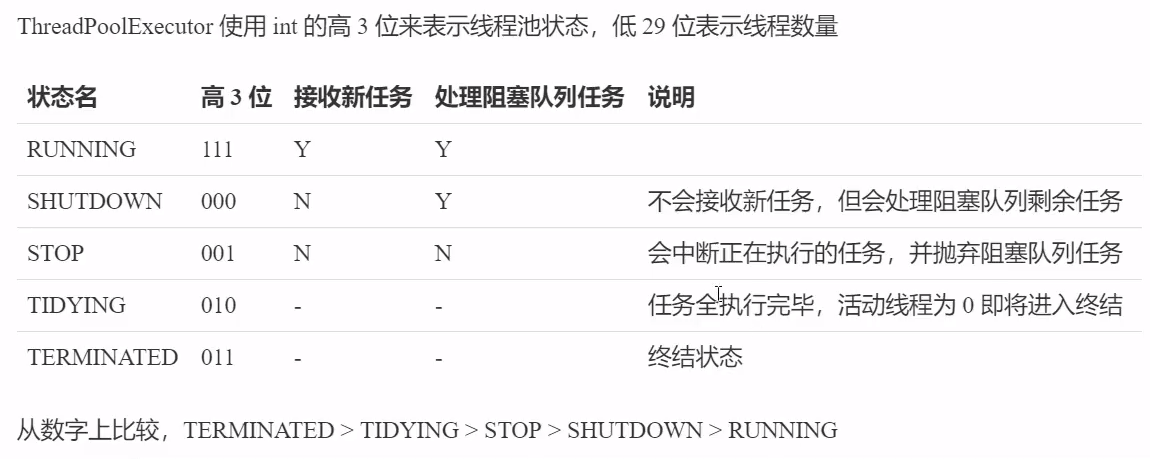 ThreadPoolExecutor 使用 int 的高 3 位来表示线程池状态，低 29 位表示线程数量
状态名 高 3 位 接收新任务 处理阻塞队列任务 说明
RUNNING 111 Y Y
SHUTDOWN 000 N Y 不会接收新任务，但会处理阻塞队列剩余任务
STOP 001 N N 会中断正在执行的任务，并抛弃阻塞队列任务
TIDYING 010 - - 任务全执行完毕，活动线程为 0 即将进入终结
TERMINATED 011 - - 终结状态
从数字上比较，TERMINATED > TIDYING > STOP > SHUTDOWN > RUNNING